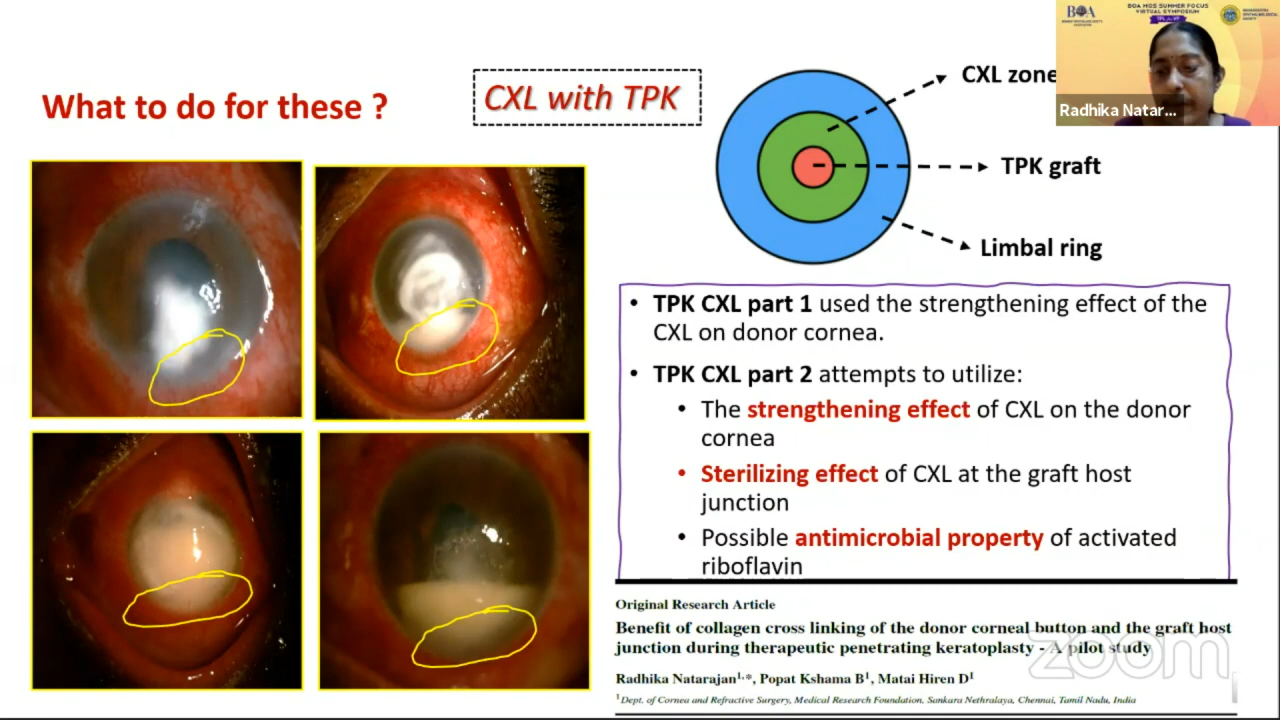 What to do for these ?
CXL with TPK
CXL zone
TPK graft
Limbal ring
BOA MOS SUMMER FOCUS
VIRTUAL SYMPOSIUM
Radhika Natar...
• TPK CXL part 1 used the strengthening effect of the
CXL on donor cornea.
• TPK CXL part 2 attempts to utilize:
• The strengthening effect of CXL on the donor
cornea
• Sterilizing effect of CXL at the graft host
junction
• Possible antimicrobial property of activated
riboflavin
Original Research Article
Benefit of collagen cross linking of the donor corneal button and the graft host
junction during therapeutic penetrating keratoplasty - A pilot study
Radhika Natarajan1,*, Popat Kshama B1, Matai Hiren D1
1Dept. of Cornea and Refractive Surgery, Medical Research Foundation, Sankara Nethralaya, Chennai, Tamil Nadu, India
zoom